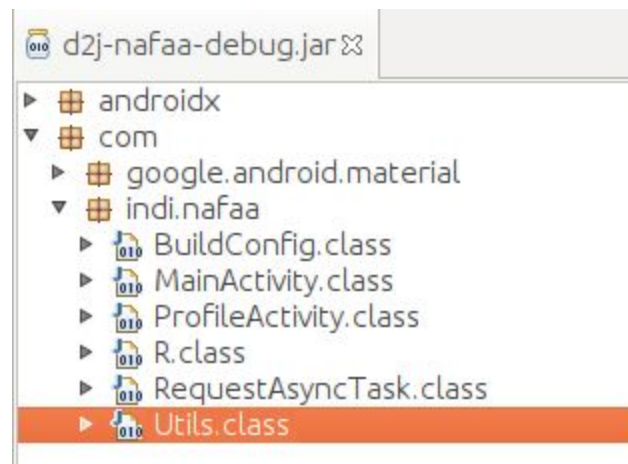 d2j-nafaa-debug.jar
androidx
com
google.android.material
indi.nafaa
BuildConfig.class
MainActivity.class
ProfileActivity.class
R.class
RequestAsyncTask.class
Utils.class